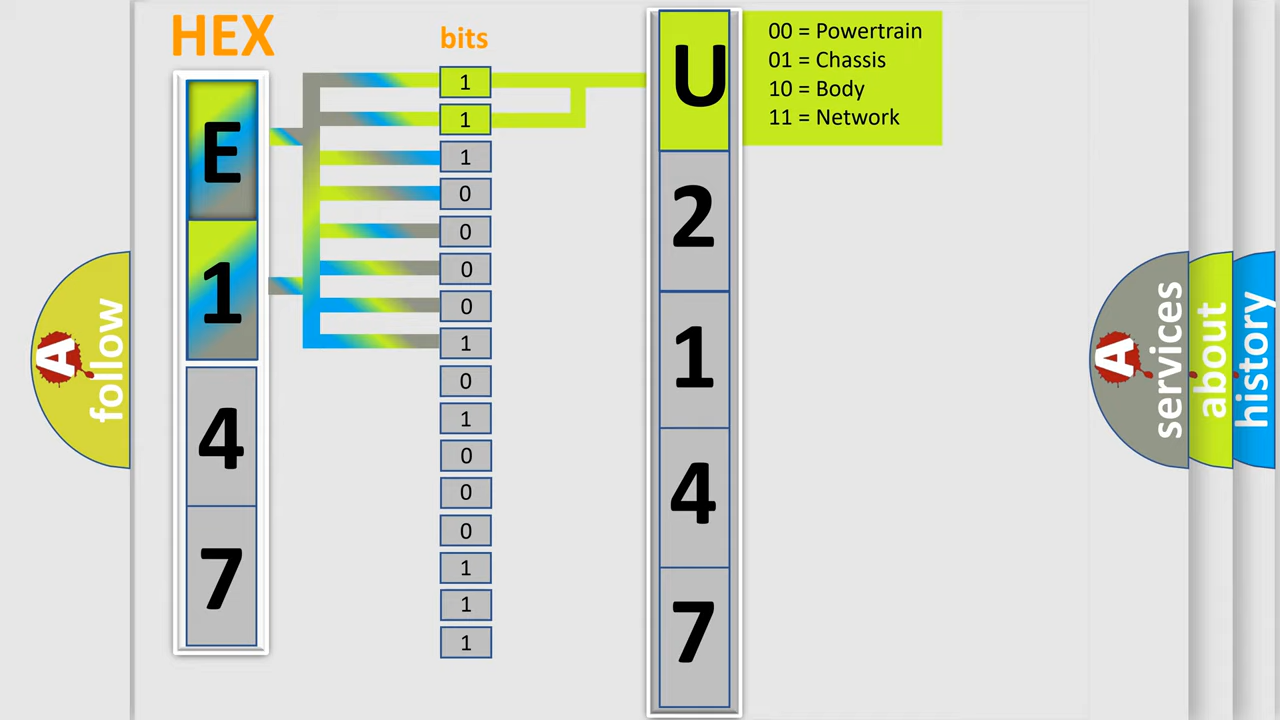 HEX
bits
E
1
4
7
1
1
1
0
0
0
0
1
0
1
0
0
0
1
1
1
U
2
1
4
7
00 = Powertrain
01 = Chassis
10 = Body
11 = Network
A
follow
A
services
about
history